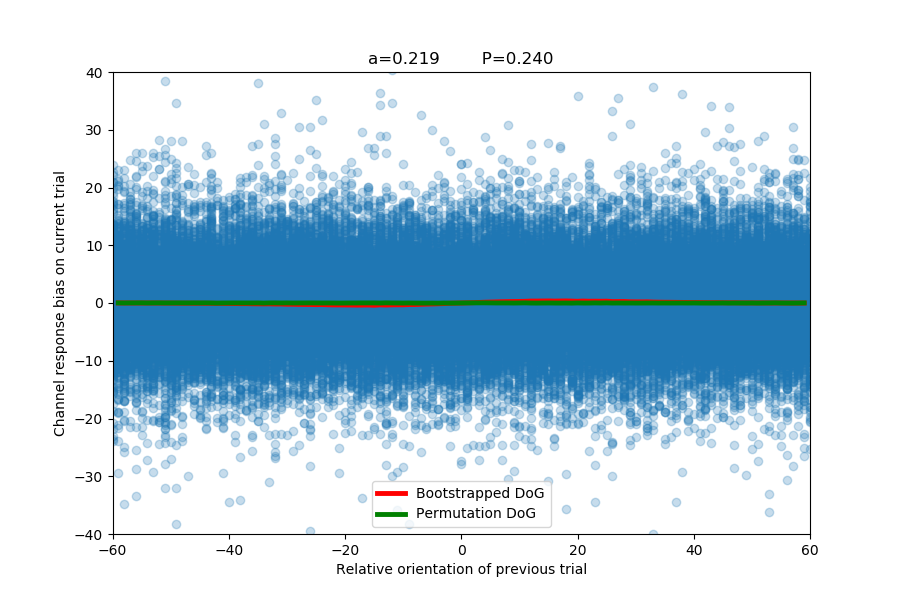 a=0.219 P=0.240
40
30
20
10
0
−10
−20
−30
−40
Channel response bias on current trial
Bootstrapped DoG
Permutation DoG
−60 −40 −20 0 20 40 60
Relative orientation of previous trial